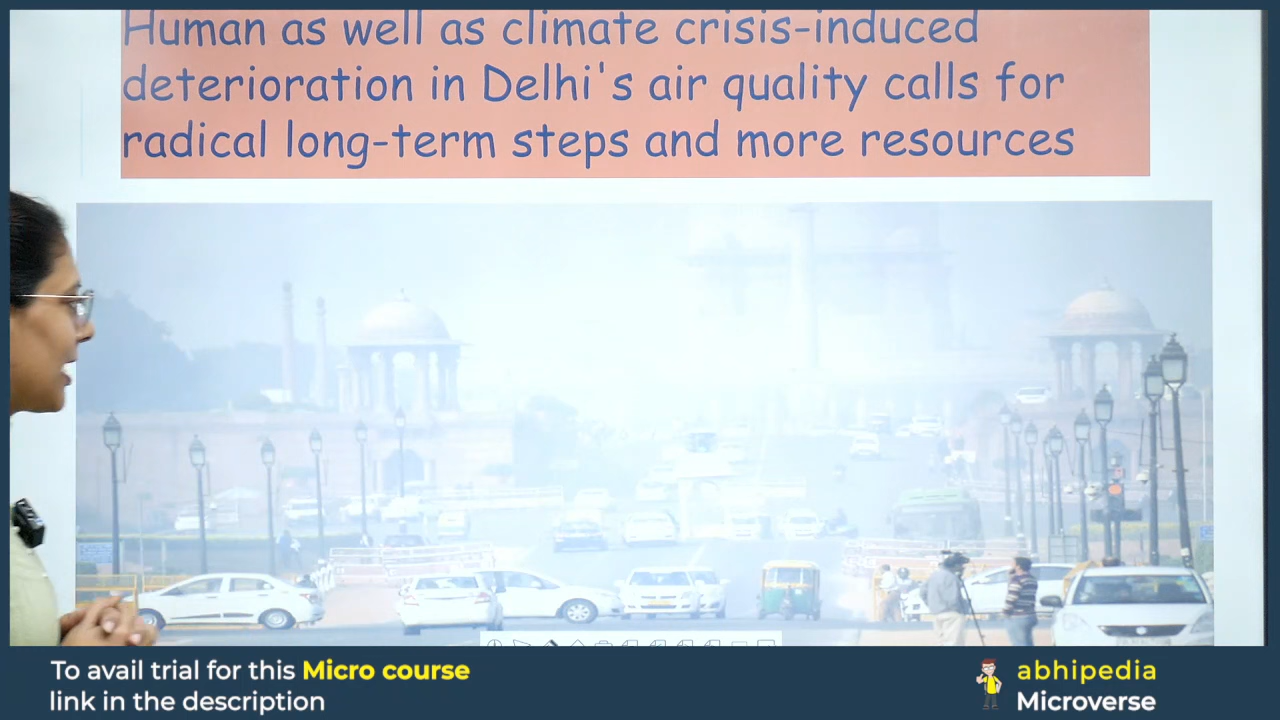 Human as well as climate crisis-induced
deterioration in Delhi's air quality calls for
radical long-term steps and more resources
To avail trial for this Micro course
link in the description
abhipedia
Microverse